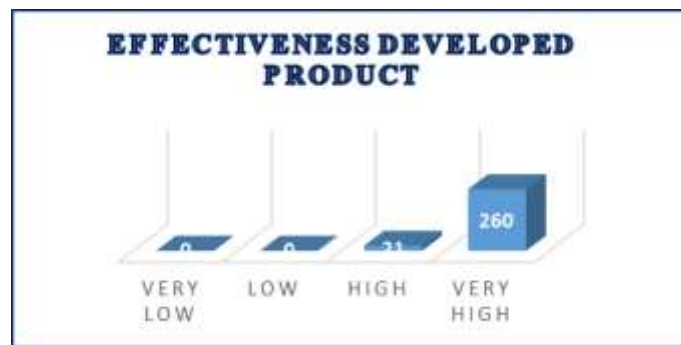 EFFECTIVENESS DEVELOPED
PRODUCT
0 0 21 260
VERY LOW HIGH VERY
LOW HIGH